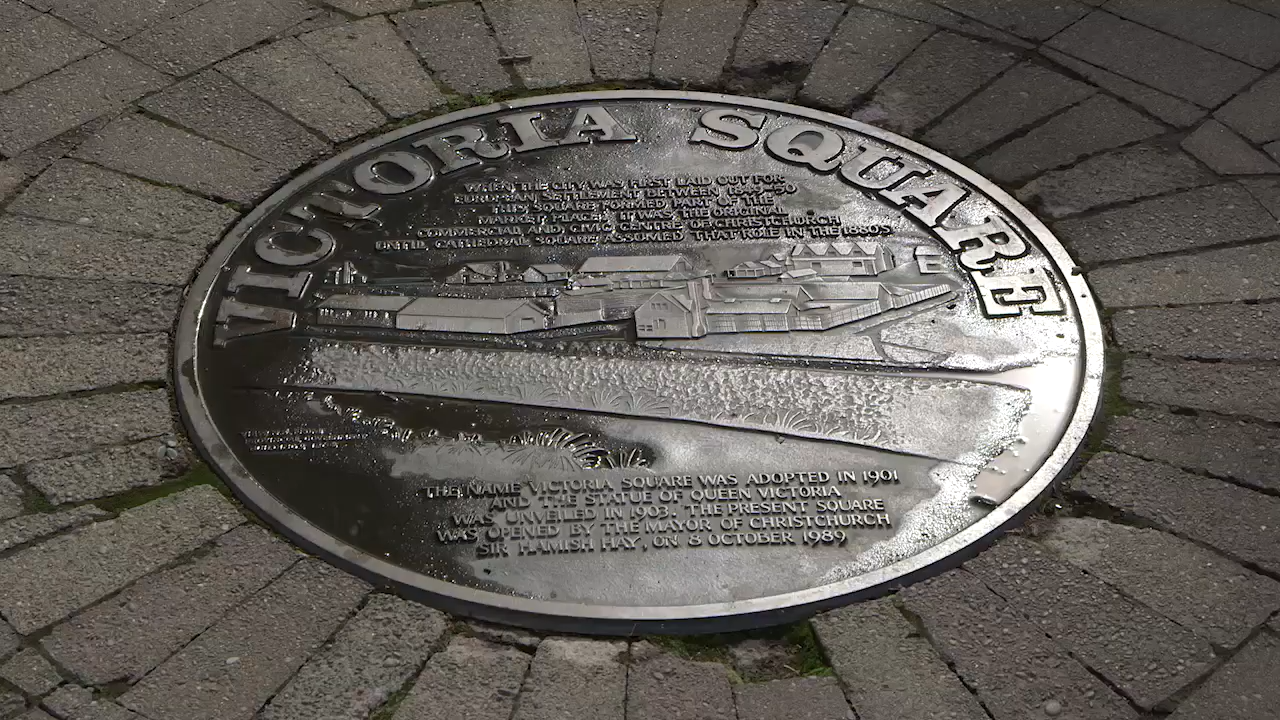 VICTORIA SQUARE
WHEN THE CITY WAS FIRST LAID OUT FOR
EUROPEAN SETTLEMENT BETWEEN 1849-50
THIS SQUARE FORMED PART OF THE
MARKET PLACE. IT WAS THE ORIGINAL
COMMERCIAL AND CIVIC CENTRE OF CHRISTCHURCH
UNTIL CATHEDRAL SQUARE ASSUMED THAT ROLE IN THE 1880'S
THE NAME VICTORIA SQUARE WAS ADOPTED IN 1901
AND THE STATUE OF QUEEN VICTORIA
WAS UNVEILED IN 1903. THE PRESENT SQUARE
WAS OPENED BY THE MAYOR OF CHRISTCHURCH
SIR HAMISH HAY, ON 8 OCTOBER 1989